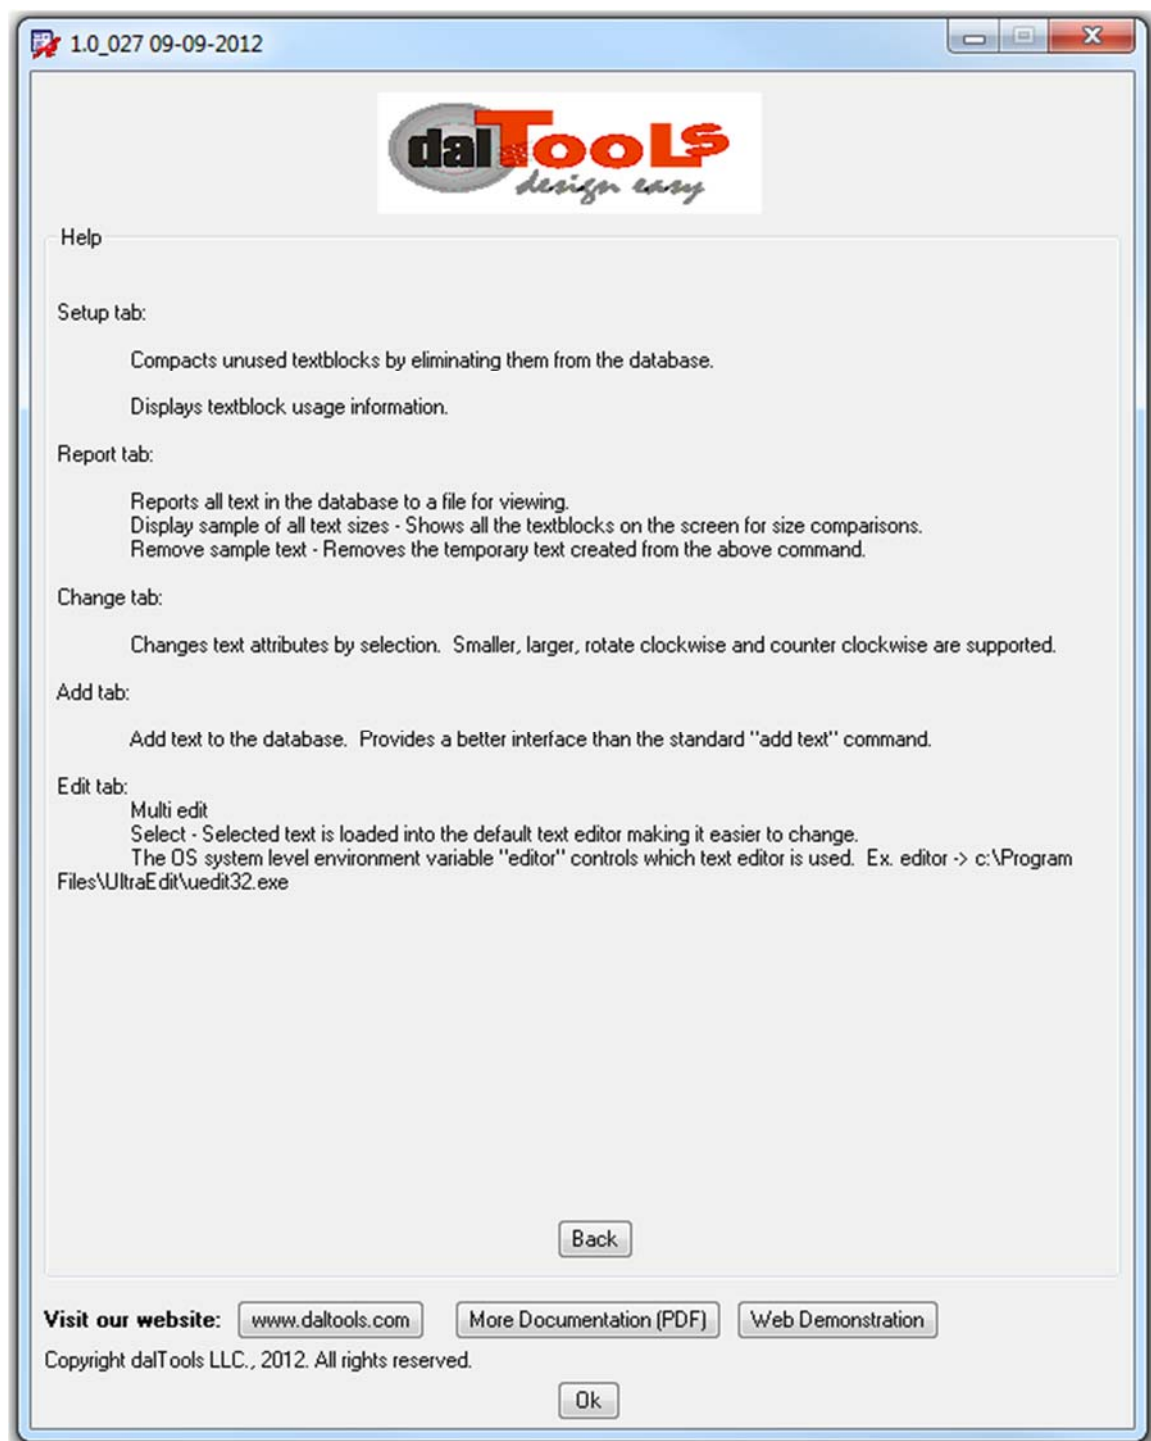 1.0_027 09-09-2012
dalTooLs
design easy
Help
Setup tab:
Compacts unused textblocks by eliminating them from the database.
Displays textblock usage information.
Report tab:
Reports all text in the database to a file for viewing.
Display sample of all text sizes - Shows all the textblocks on the screen for size comparisons.
Remove sample text - Removes the temporary text created from the above command.
Change tab:
Changes text attributes by selection.  Smaller, larger, rotate clockwise and counter clockwise are supported.
Add tab:
Add text to the database.  Provides a better interface than the standard "add text" command.
Edit tab:
Multi edit
Select - Selected text is loaded into the default text editor making it easier to change.
The OS system level environment variable "editor" controls which text editor is used.  Ex. editor -> c:\Program
Files\UltraEdit\uedit32.exe
Back
Visit our website: www.daltools.com More Documentation (PDF) Web Demonstration
Copyright dalTools LLC., 2012. All rights reserved.
Ok